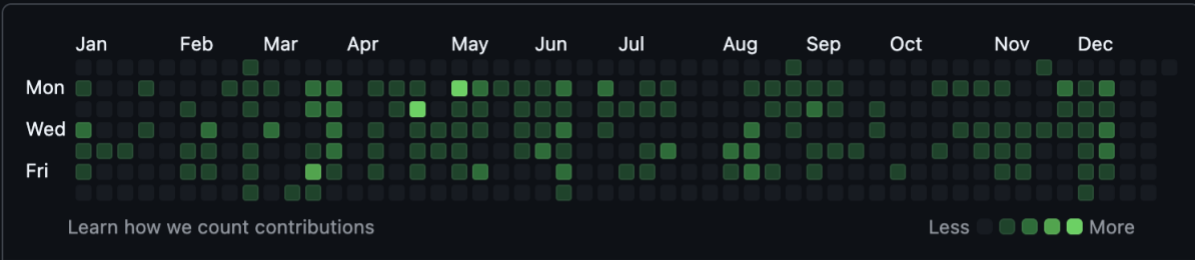 Jan Feb Mar Apr May Jun Jul Aug Sep Oct Nov Dec
Mon
Wed
Fri
Learn how we count contributions Less More